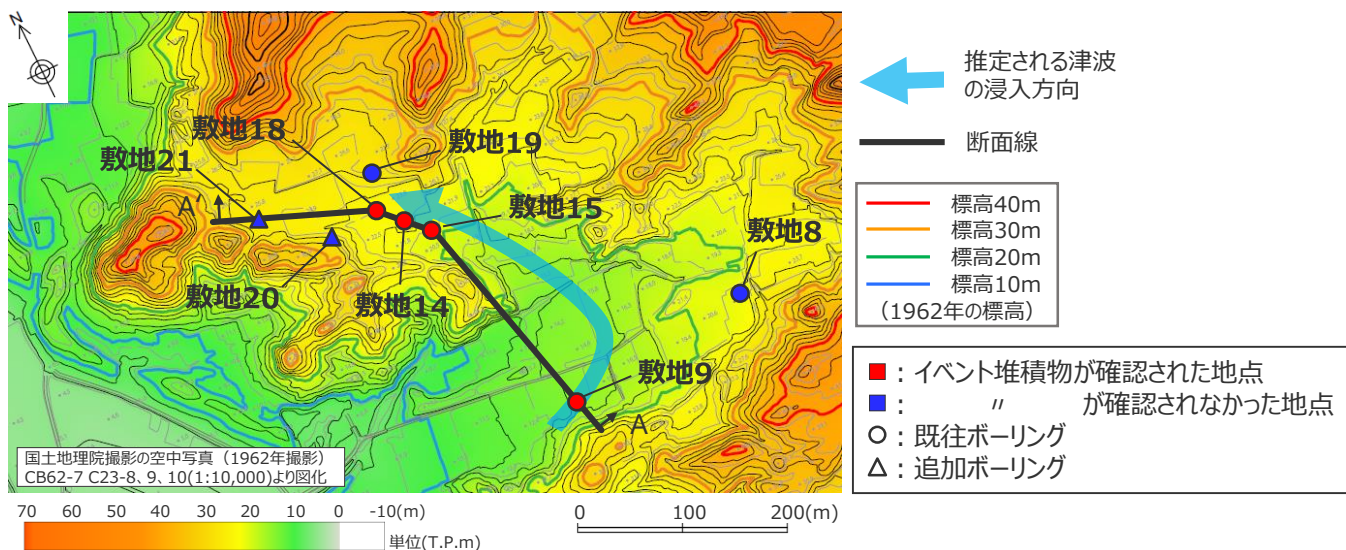 N
敷地18
敷地19
敷地21
敷地15
A'
敷地8
敷地20
敷地14
敷地9
A
国土地理院撮影の空中写真（1962年撮影）
CB62-7 C23-8、9、10(1:10,000)より図化
70 60 50 40 30 20 10 0 -10(m)
単位(T.P.m)
0 100 200(m)
推定される津波
の浸入方向
断面線
標高40m
標高30m
標高20m
標高10m
（1962年の標高）
■：イベント堆積物が確認された地点
■： 〃 が確認されなかった地点
○：既往ボーリング
△：追加ボーリング